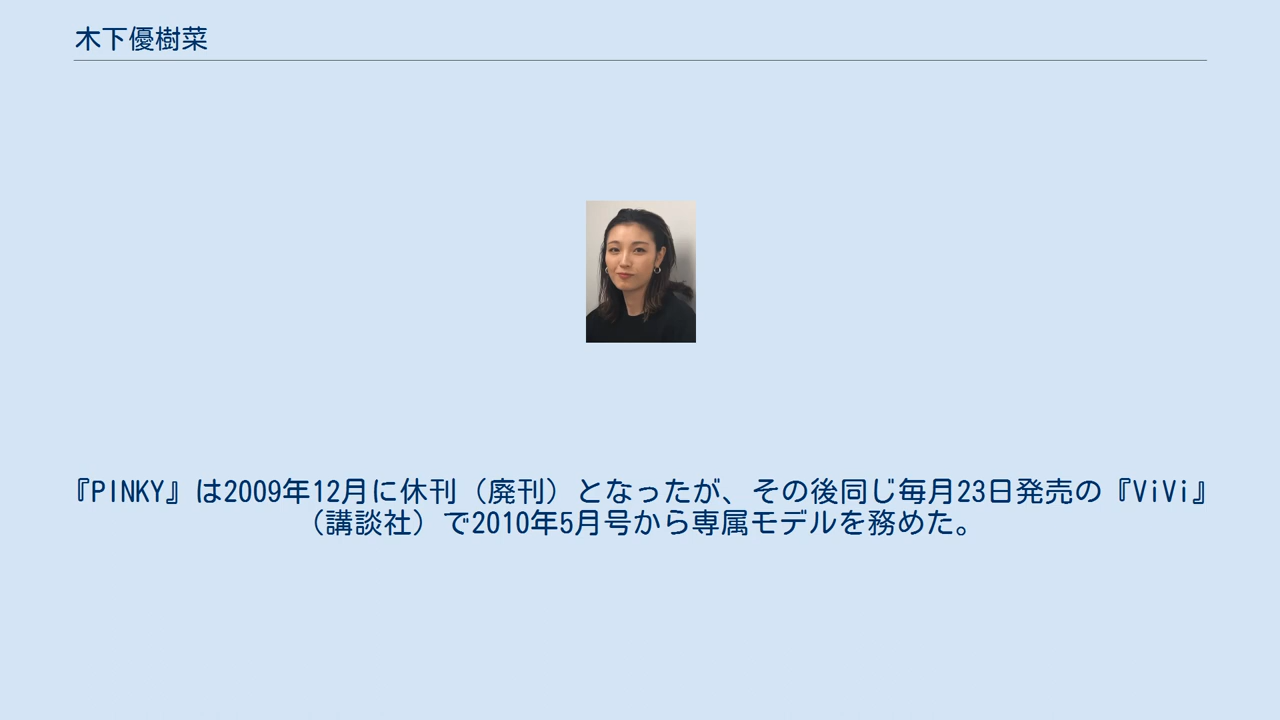 木下優樹菜
『PINKY』は2009年12月に休刊（廃刊）となったが、その後同じ毎月23日発売の『ViVi』
（講談社）で2010年5月号から専属モデルを務めた。